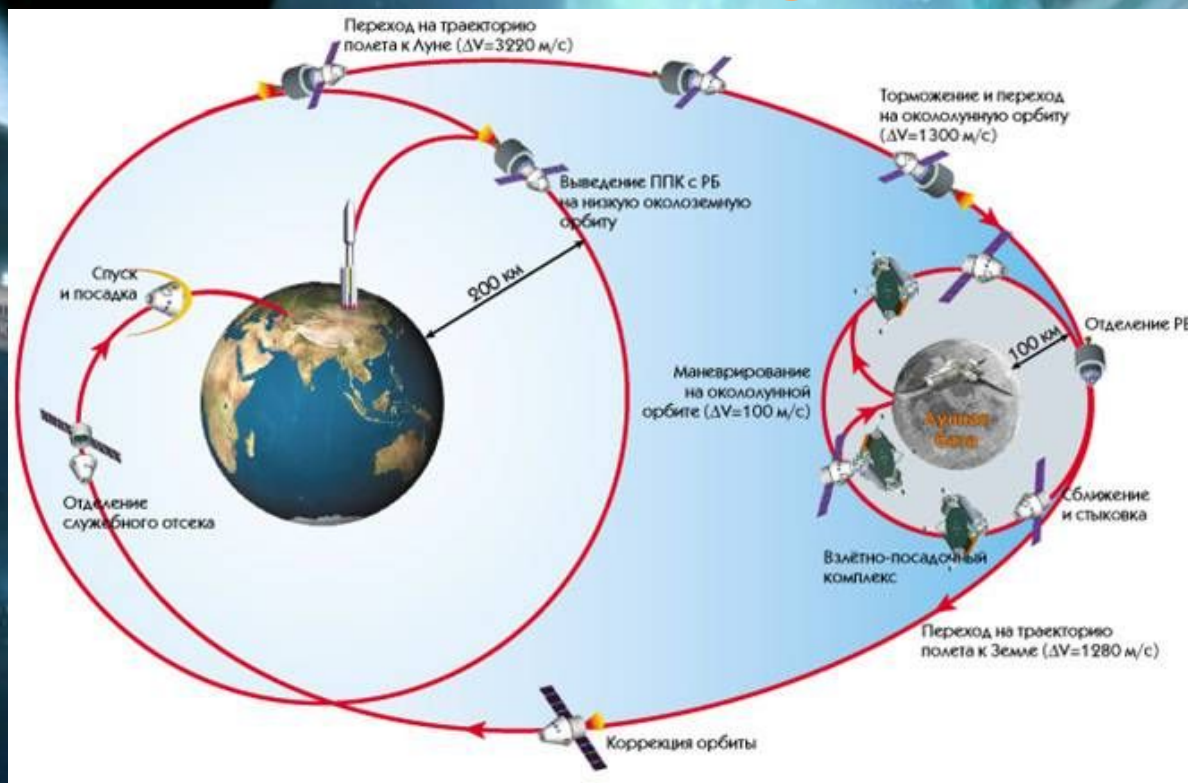 Переход на траекторию
полета к Луне (ΔV=3220 м/с)
Торможение и переход
на окололунную орбиту
(ΔV=1300 м/с)
Выведение ППК с РБ
на низкую околоземную
орбиту
200 км
Спуск
и посадка
100 км
Отделение РБ
Маневрирование
на окололунной
орбите (ΔV=100 м/с)
Лунная
база
Отделение
служебного отсека
Сближение
и стыковка
Взлётно-посадочный
комплекс
Переход на траекторию
полета к Земле (ΔV=1280 м/с)
Коррекция орбиты